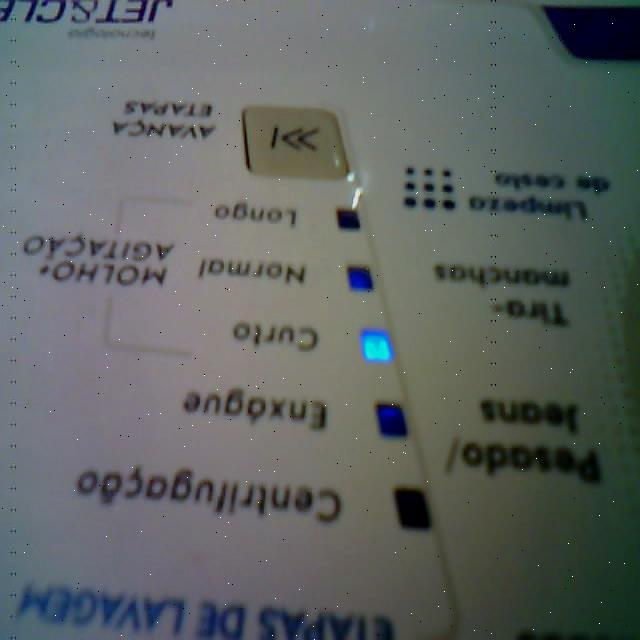 ETAPAS DE LAVAGEM
Centrifugação
Enxágue
Curto
Normal
Longo
MOLHO+
AGITAÇÃO
AVANÇA
ETAPAS
Pesado/
Jeans
Tira-
manchas
Limpeza
de cesto
tecnologia
JET&CLE